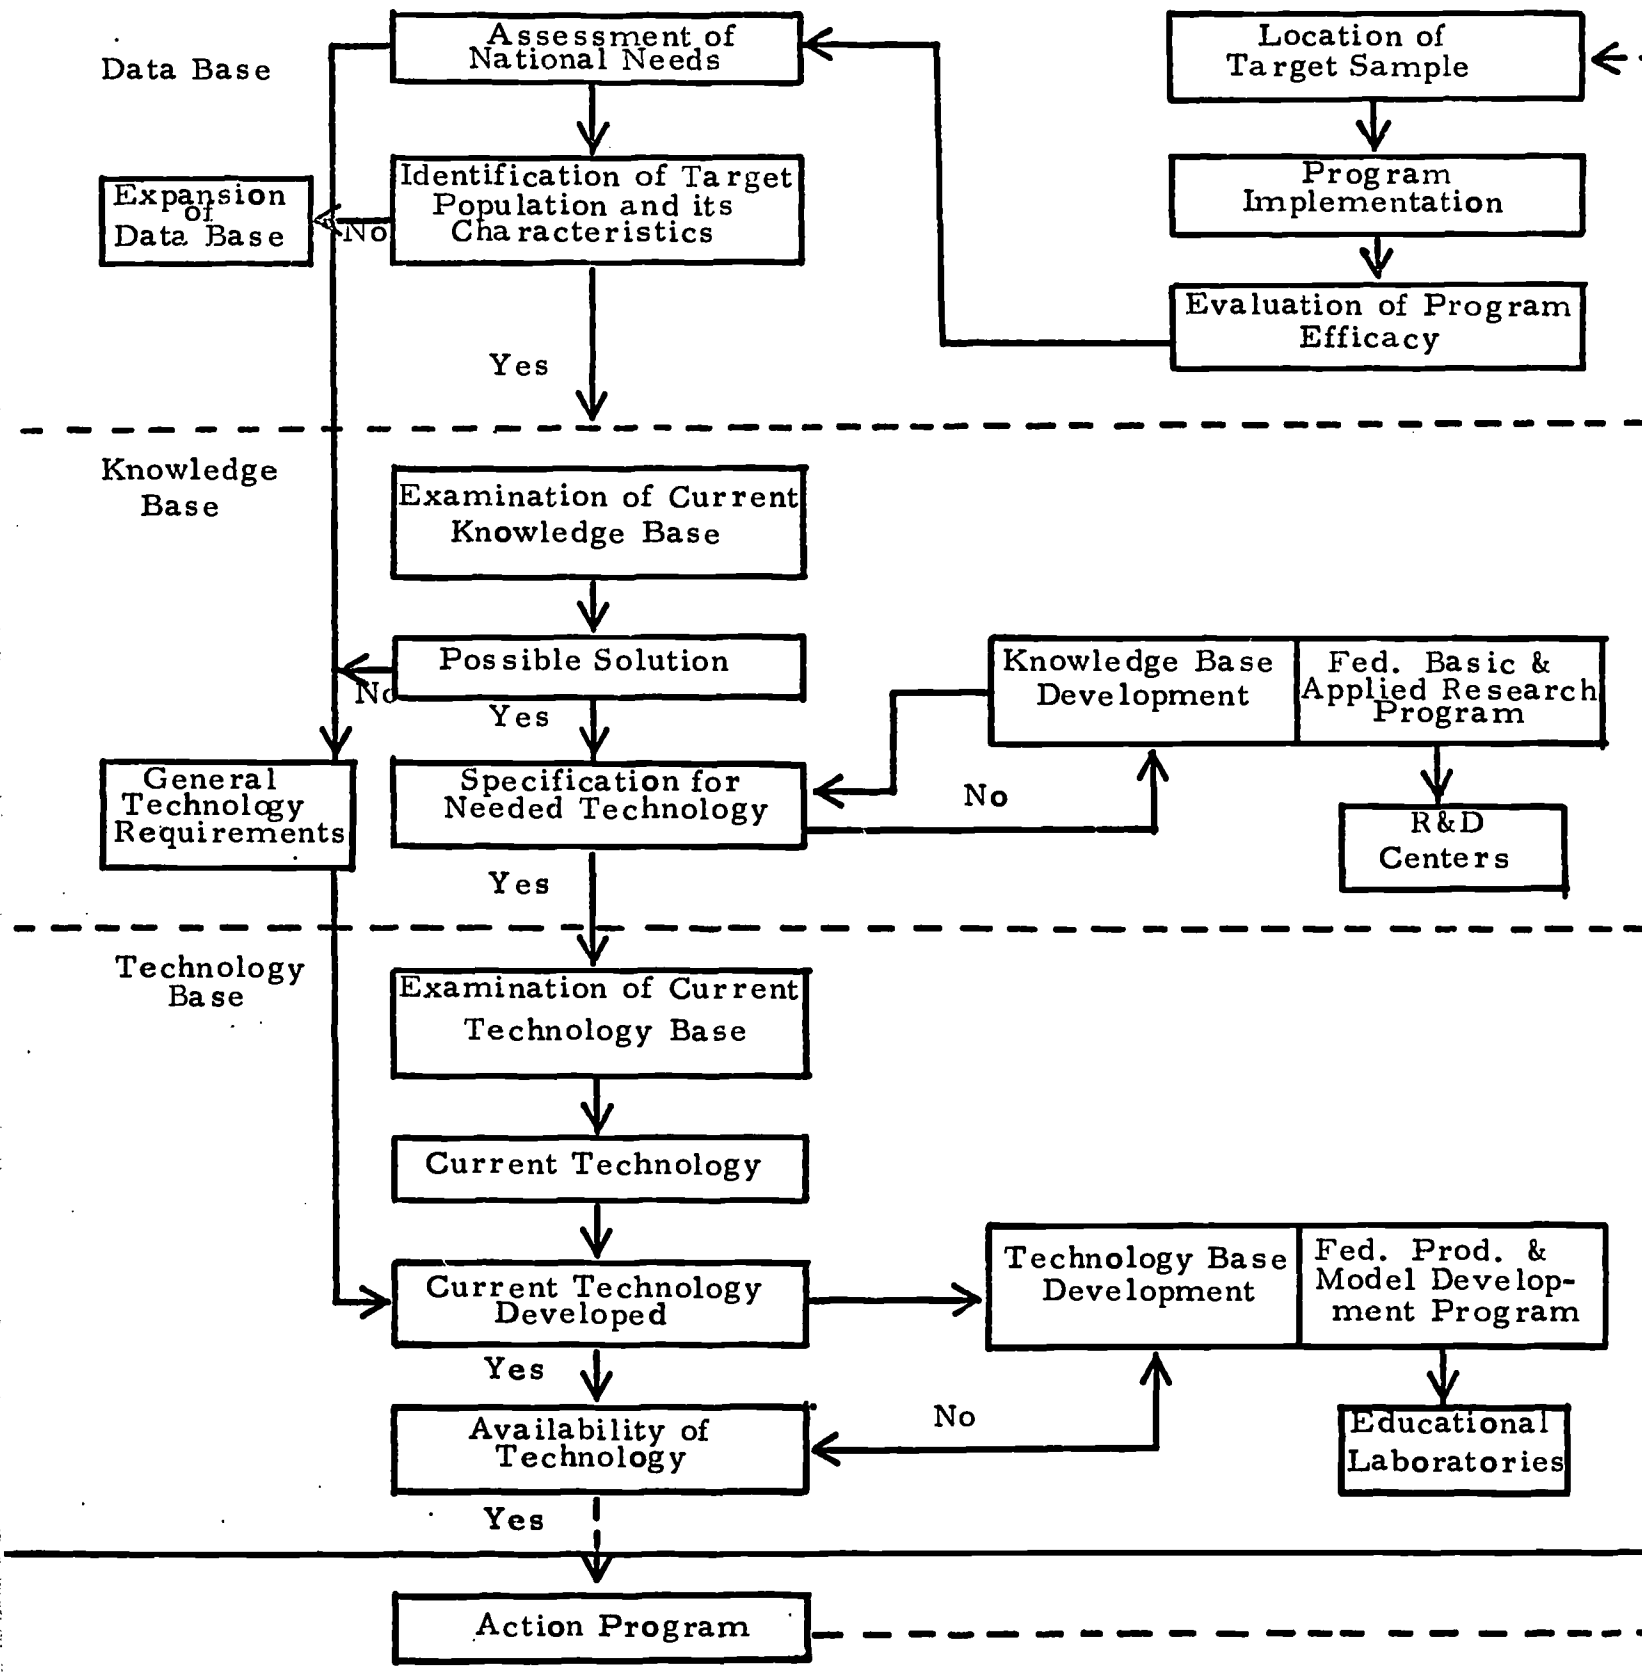 Data Base
Assessment of
National Needs
Location of
Target Sample
Expansion
of
Data Base
No
Identification of Target
Population and its
Characteristics
Program
Implementation
Evaluation of Program
Efficacy
Yes
Knowledge
Base
Examination of Current
Knowledge Base
Possible Solution
No
Yes
Knowledge Base
Development
Fed. Basic &
Applied Research
Program
General
Technology
Requirements
Specification for
Needed Technology
No
R&D
Centers
Yes
Technology
Base
Examination of Current
Technology Base
Current Technology
Current Technology
Developed
Technology Base
Development
Fed. Prod. &
Model Develop-
ment Program
Yes
Availability of
Technology
No
Educational
Laboratories
Yes
Action Program